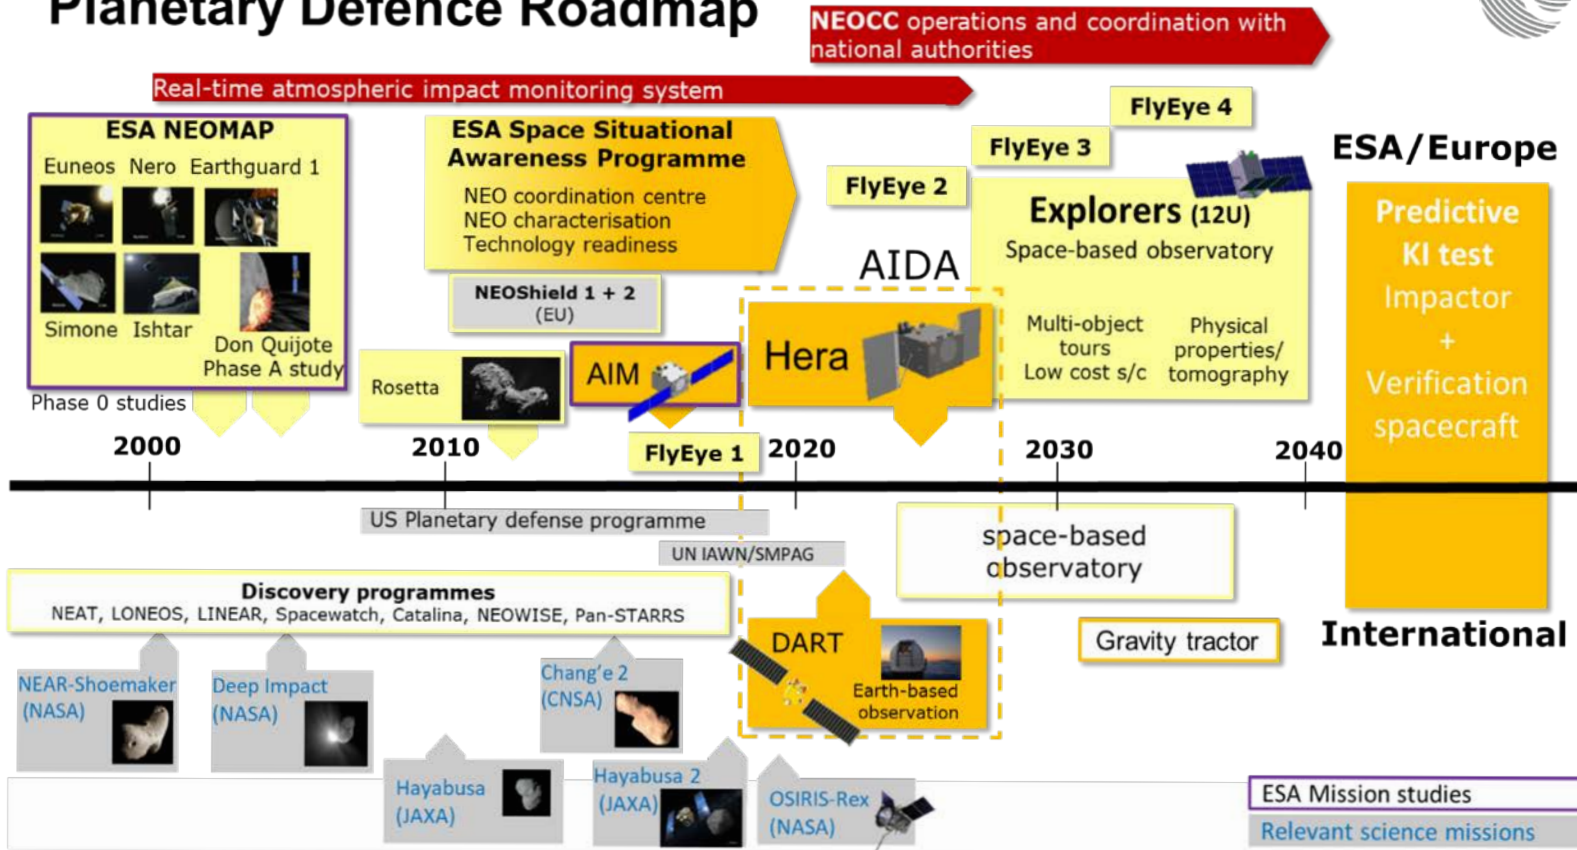 Planetary Defence Roadmap
NEOCC operations and coordination with
national authorities
Real-time atmospheric impact monitoring system
ESA NEOMAP
Euneos Nero Earthguard 1
Simone Ishtar
Don Quijote
Phase A study
Phase 0 studies
ESA Space Situational
Awareness Programme
NEO coordination centre
NEO characterisation
Technology readiness
NEOShield 1 + 2
(EU)
Rosetta
AIM
FlyEye 1
FlyEye 2
FlyEye 3
FlyEye 4
AIDA
Hera
Explorers (12U)
Space-based observatory
Multi-object
tours
Low cost s/c
Physical
properties/
tomography
ESA/Europe
Predictive
KI test
Impactor
+
Verification
spacecraft
2000 2010 2020 2030 2040
US Planetary defense programme
UN IAWN/SMPAG
space-based
observatory
Discovery programmes
NEAT, LONEOS, LINEAR, Spacewatch, Catalina, NEOWISE, Pan-STARRS
DART
Earth-based
observation
Gravity tractor
International
NEAR-Shoemaker
(NASA)
Deep Impact
(NASA)
Chang'e 2
(CNSA)
Hayabusa
(JAXA)
Hayabusa 2
(JAXA)
OSIRIS-Rex
(NASA)
ESA Mission studies
Relevant science missions